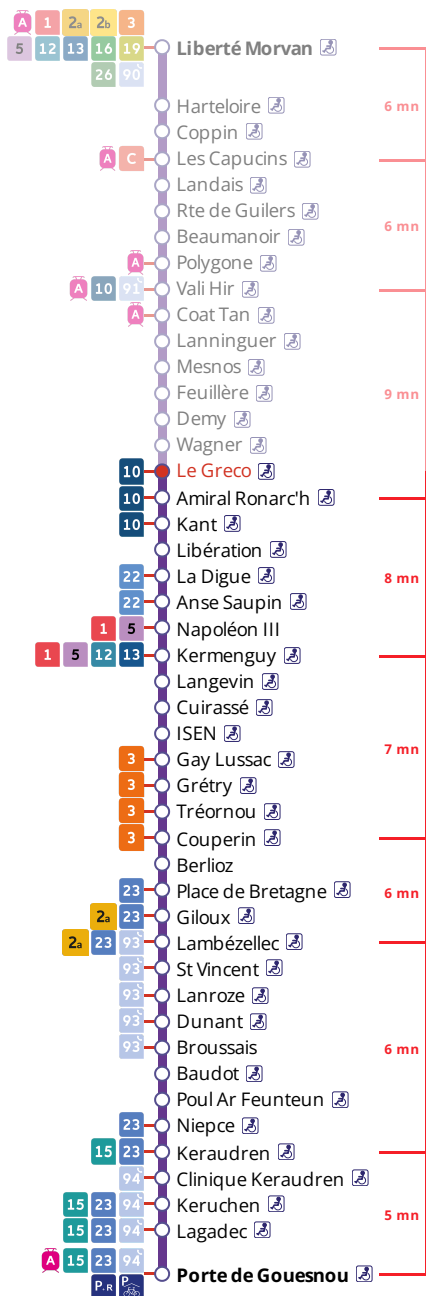 A 1 2a 2b 3
5 12 13 16 19 Liberté Morvan
26 90
Harteloire 6 mn
Coppin
A C Les Capucins
Landais
Rte de Guilers 6 mn
Beaumanoir
A Polygone
A 10 91 Vali Hir
A Coat Tan
Lanninguer
Mesnos
Feuillère 9 mn
Demy
Wagner
10 Le Greco
10 Amiral Ronarc'h
10 Kant
Libération
22 La Digue 8 mn
22 Anse Saupin
1 5 Napoléon III
1 5 12 13 Kermenguy
Langevin
Cuirassé
ISEN 7 mn
3 Gay Lussac
3 Grétry
3 Tréornou
3 Couperin
Berlioz
23 Place de Bretagne 6 mn
2a 23 Giloux
2a 23 93 Lambézellec
93 St Vincent
93 Lanroze
93 Dunant
93 Broussais 6 mn
Baudot
Poul Ar Feunteun
23 Niepce
15 23 Keraudren
94 Clinique Keraudren
15 23 94 Keruchen 5 mn
15 23 94 Lagadec
A 15 23 94 Porte de Gouesnou
P+R P